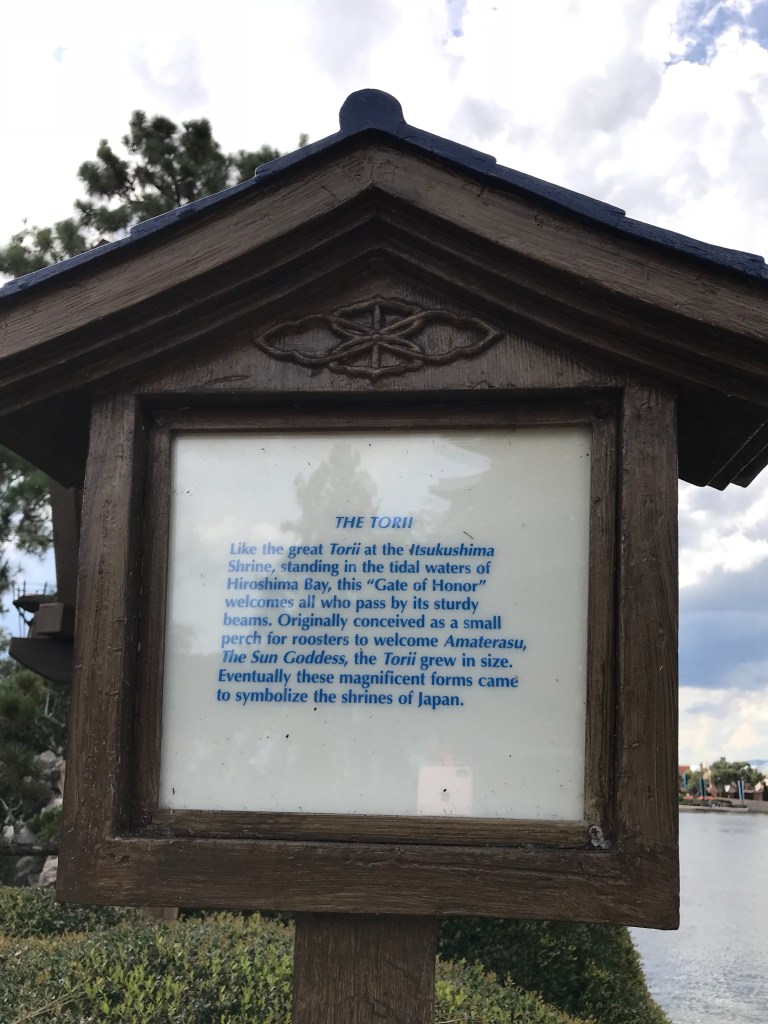 THE TORII
Like the great Torii at the Itsukushima
Shrine, standing in the tidal waters of
Hiroshima Bay, this “Gate of Honor”
welcomes all who pass by its sturdy
beams. Originally conceived as a small
perch for roosters to welcome Amaterasu,
The Sun Goddess, the Torii grew in size.
Eventually these magnificent forms came
to symbolize the shrines of Japan.